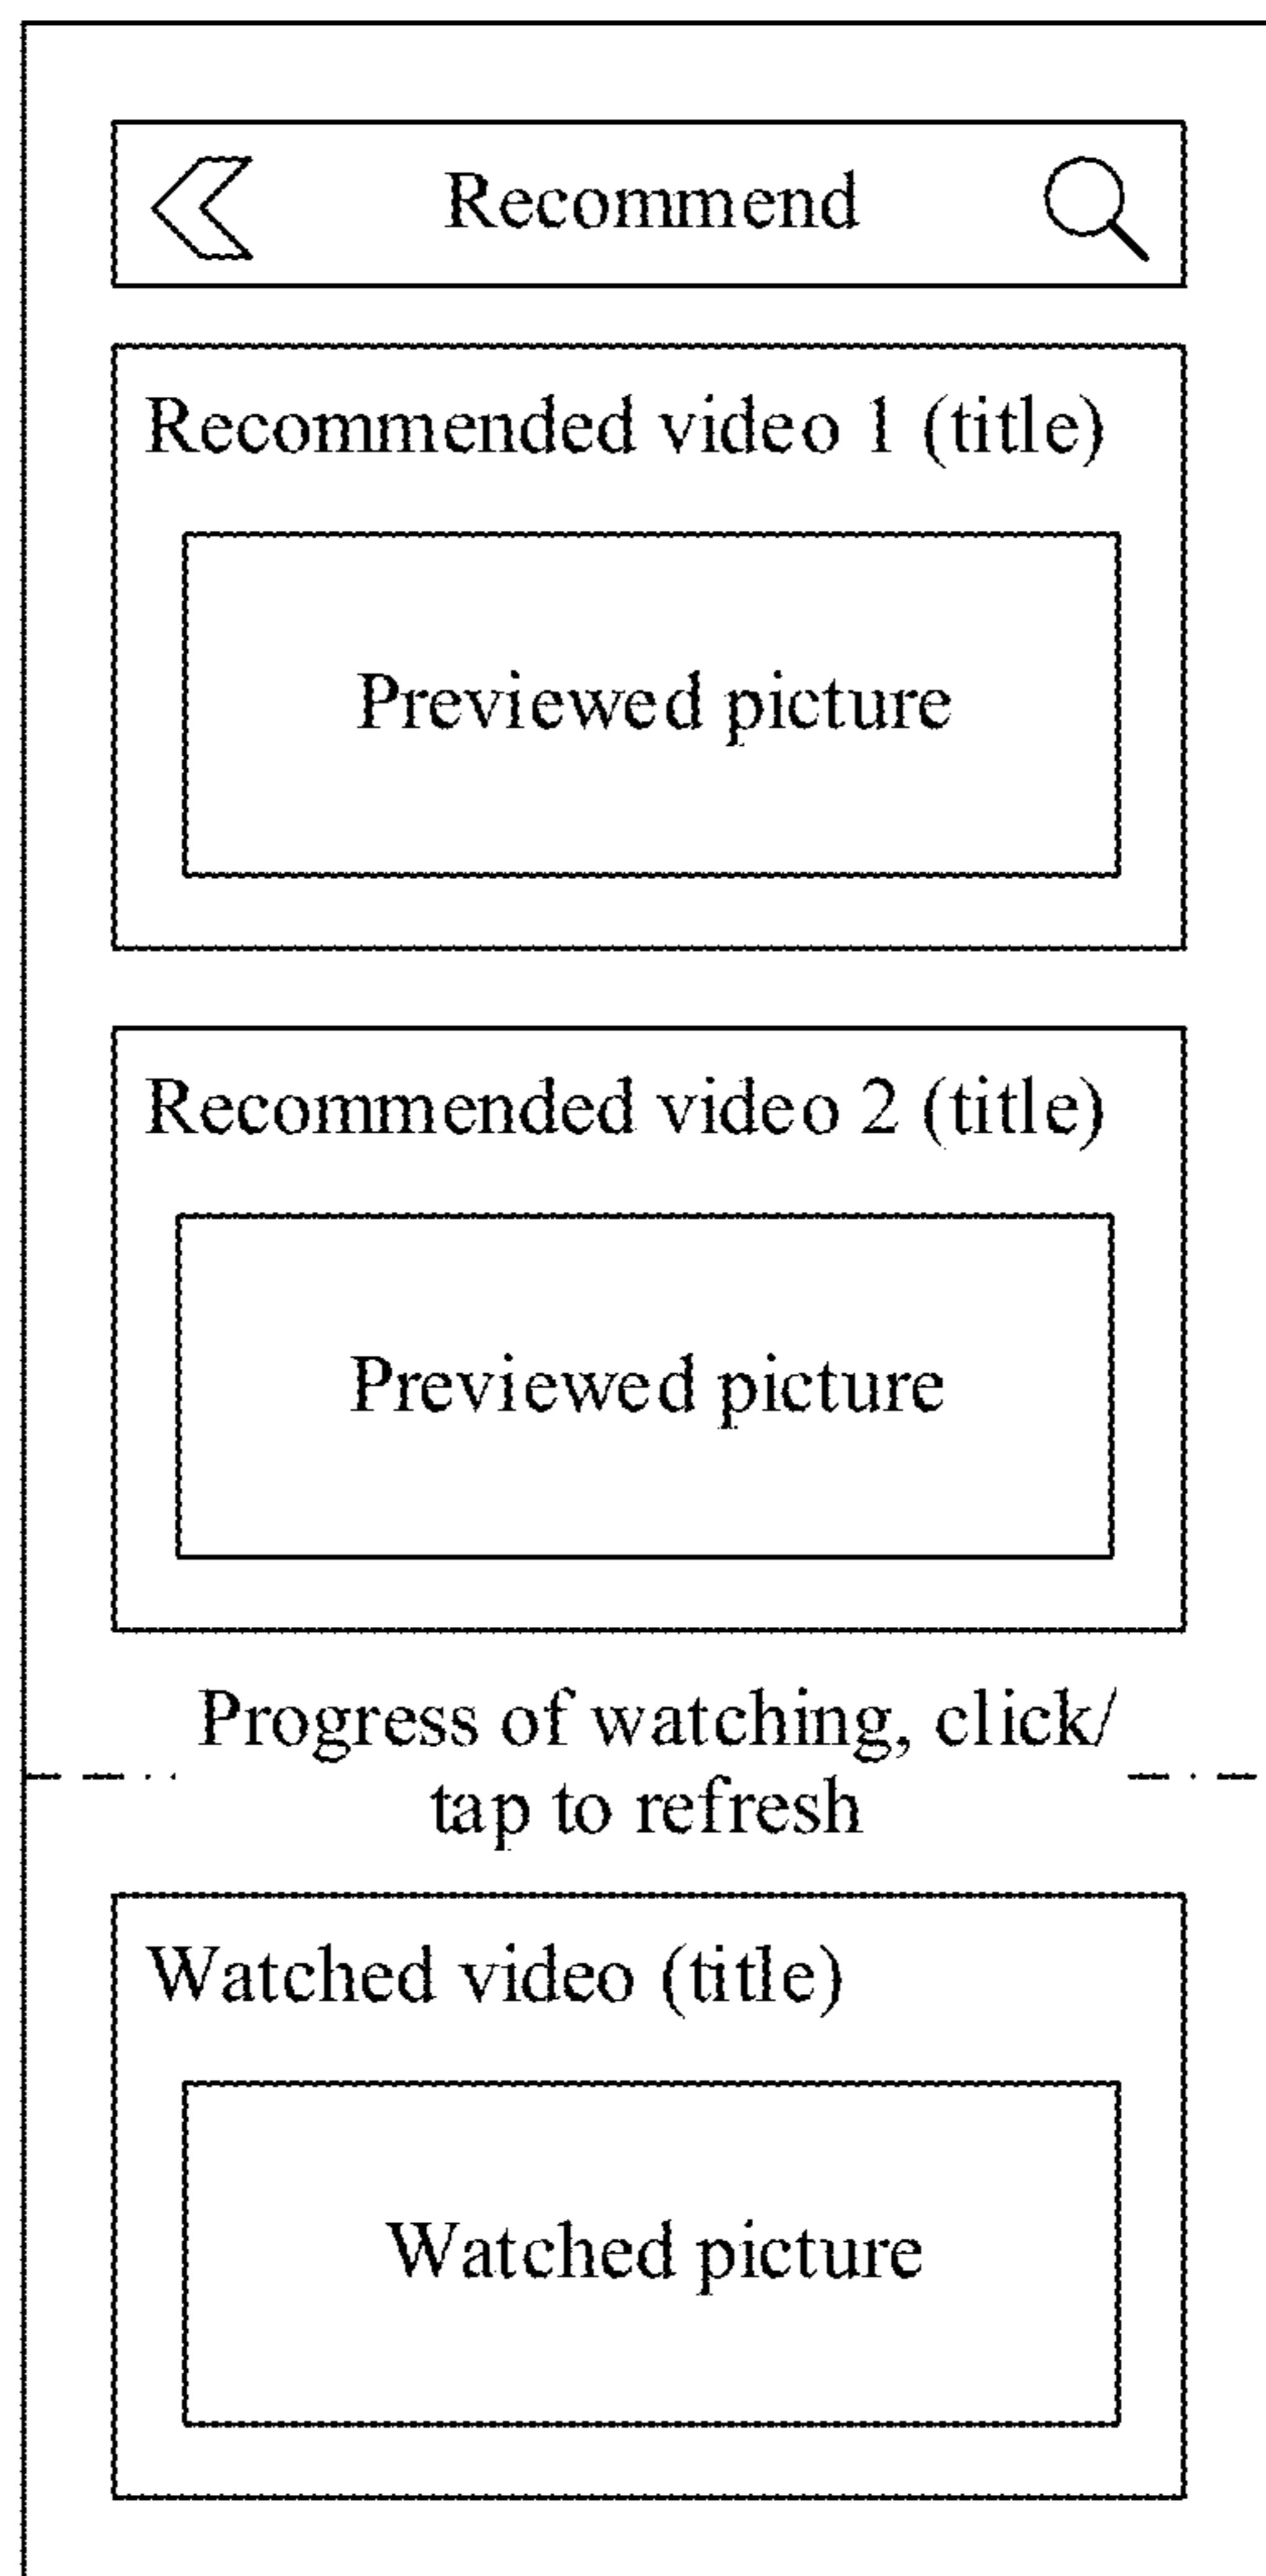 Recommend
Recommended video 1 (title)
Previewed picture
Recommended video 2 (title)
Previewed picture
Progress of watching, click/
tap to refresh
Watched video (title)
Watched picture